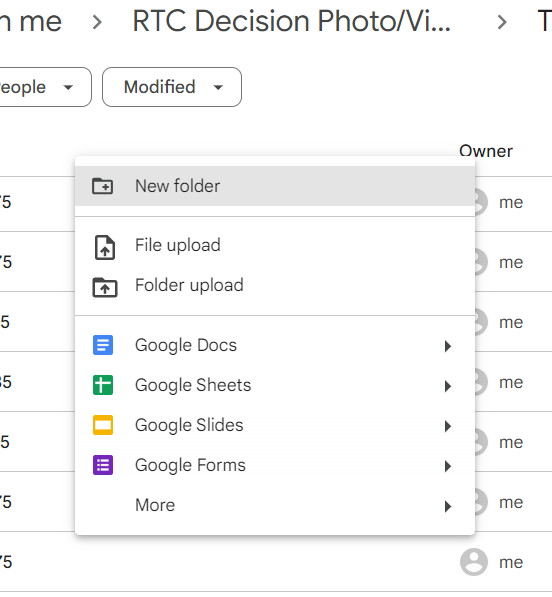 n me > RTC Decision Photo/Vi... > T
eople Modified
Owner
75 me
75 me
5 me
35 me
5 me
75 me
75 me
New folder
File upload
Folder upload
Google Docs
Google Sheets
Google Slides
Google Forms
More